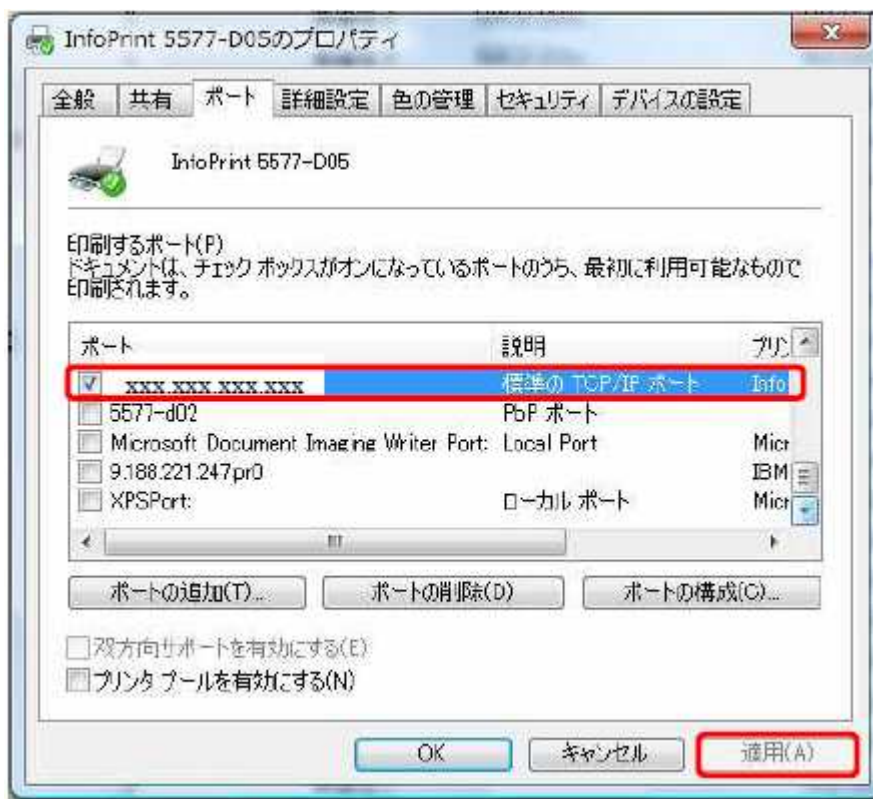 InfoPrint 5577-D05のプロパティ
全般 共有 ポート 詳細設定 色の管理 セキュリティ デバイスの設定
InfoPrint 5577-D05
印刷するポート(P)
ドキュメントは、チェック ボックスがオンになっているポートのうち、最初に利用可能なもので
印刷されます。
ポート 説明 プリン
xxx.xxx.xxx.xxx 標準の TCP/IP ポート Info
5577-d02 PbP ポート
Microsoft Document Imaging Writer Port: Local Port Micr
9.188.221.247:pr0 IBM
XPSPort: ローカル ポート Micr
ポートの追加(T)... ポートの削除(D) ポートの構成(C)...
双方向サポートを有効にする(E)
プリンタ プールを有効にする(N)
OK キャンセル 適用(A)